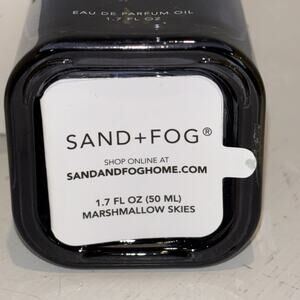 EAU DE PARFUM OIL
1.7 FL OZ
SAND+FOG®
SHOP ONLINE AT
SANDANDFOGHOME.COM
1.7 FL OZ (50 ML)
MARSHMALLOW SKIES